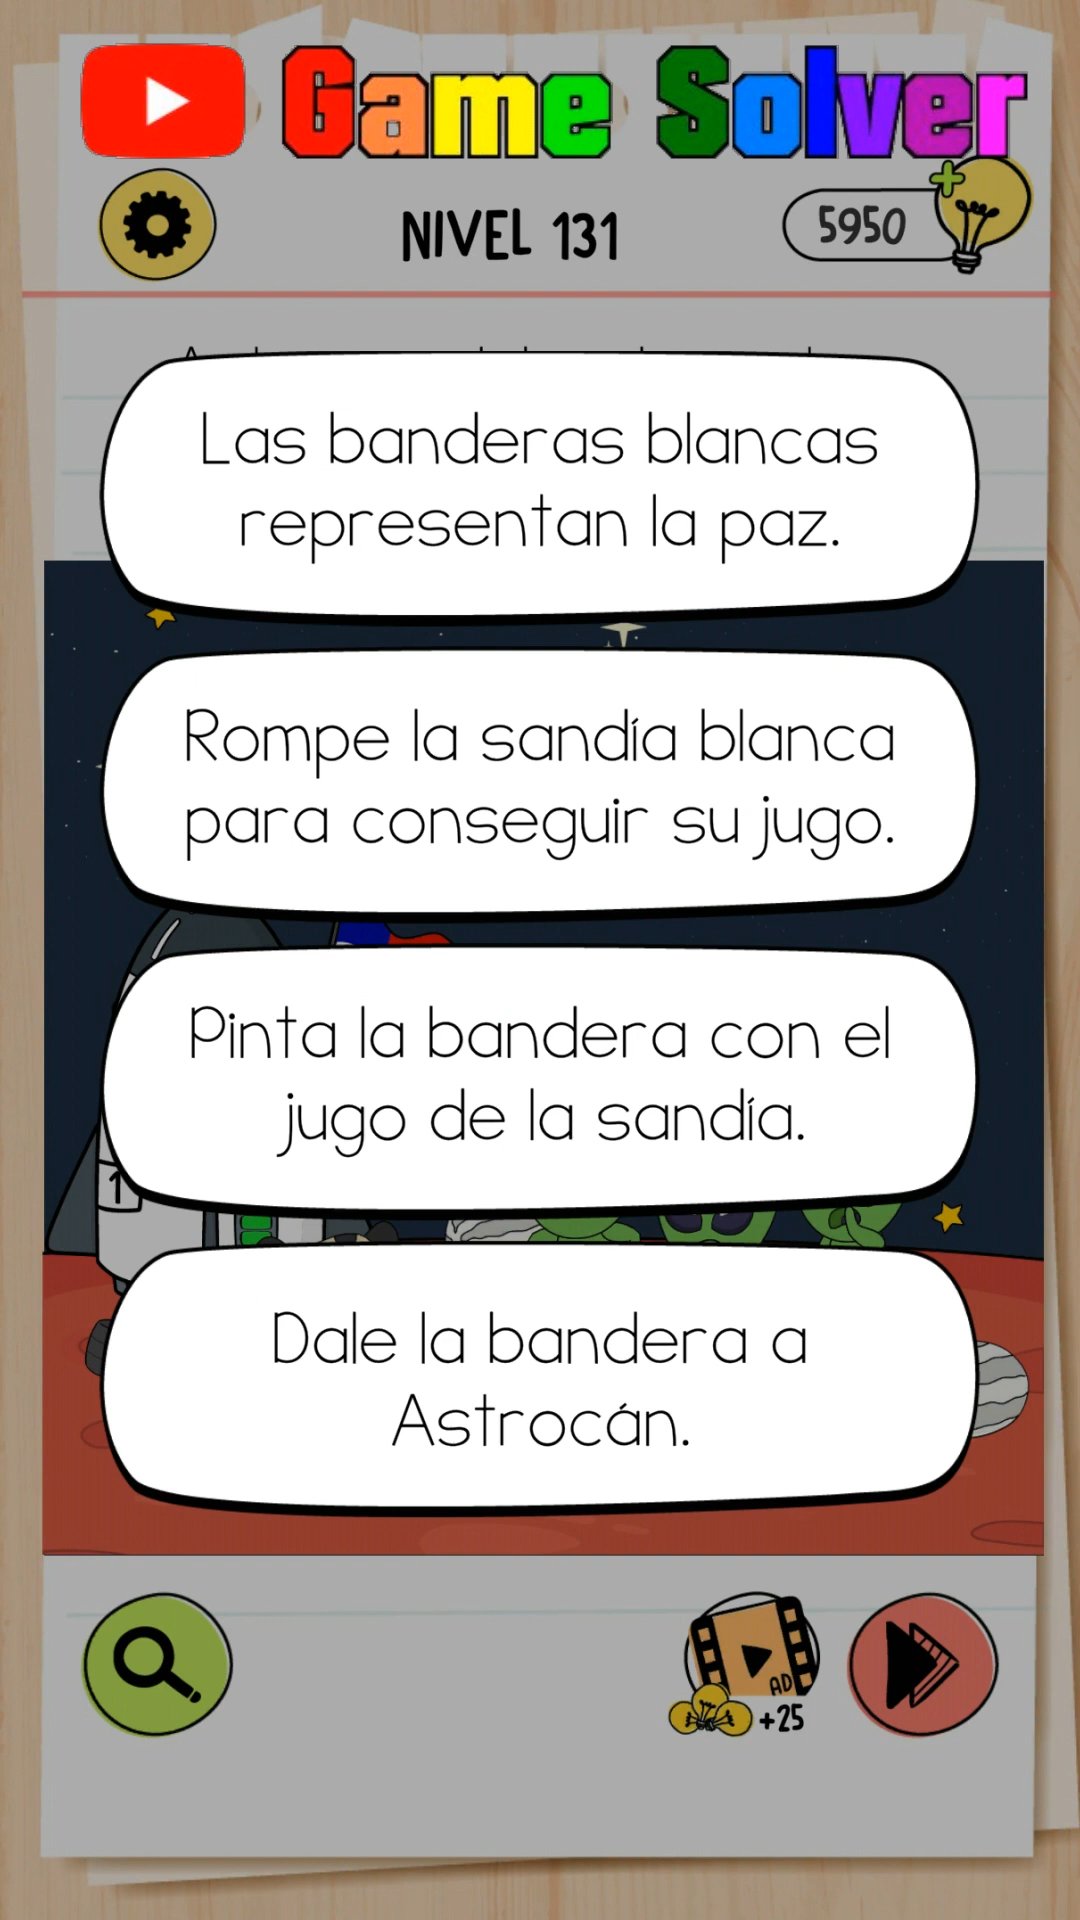 Game Solver
NIVEL 131
5950
Las banderas blancas
representan la paz.
Rompe la sandía blanca
para conseguir su jugo.
Pinta la bandera con el
jugo de la sandía.
1
Dale la bandera a
Astrocán.
AD
+25